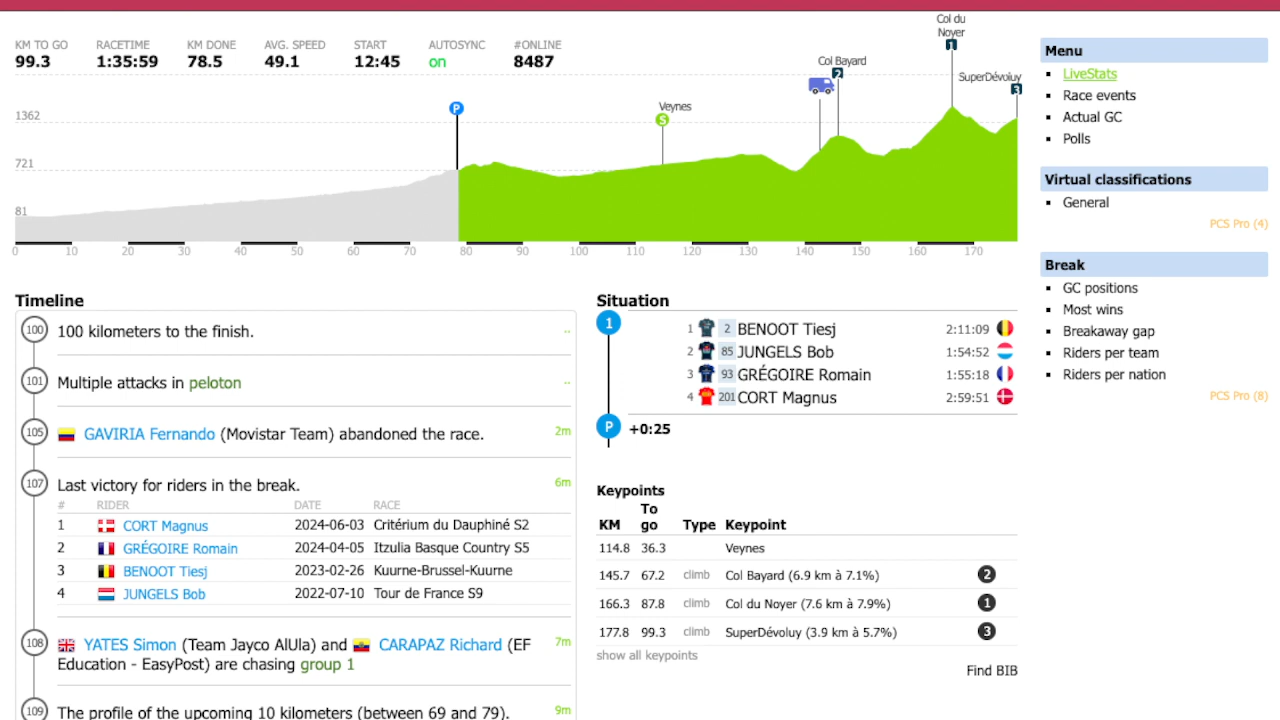 KM TO GO RACETIME KM DONE AVG. SPEED START AUTOSYNC #ONLINE
99.3 1:35:59 78.5 49.1 12:45 on 8487
Col du
Noyer
1
Col Bayard
2
SuperDévoluy
3
Veynes
S
P
1362
721
81
0 10 20 30 40 50 60 70 80 90 100 110 120 130 140 150 160 170
Timeline
100 100 kilometers to the finish. ..
101 Multiple attacks in peloton ..
105 GAVIRIA Fernando (Movistar Team) abandoned the race. 2m
107 Last victory for riders in the break. 6m
# RIDER DATE RACE
1 CORT Magnus 2024-06-03 Critérium du Dauphiné S2
2 GRÉGOIRE Romain 2024-04-05 Itzulia Basque Country S5
3 BENOOT Tiesj 2023-02-26 Kuurne-Brussel-Kuurne
4 JUNGELS Bob 2022-07-10 Tour de France S9
108 YATES Simon (Team Jayco AlUla) and CARAPAZ Richard (EF 7m
Education - EasyPost) are chasing group 1
109 The profile of the upcoming 10 kilometers (between 69 and 79). 9m
Situation
1
1 2 BENOOT Tiesj 2:11:09
2 85 JUNGELS Bob 1:54:52
3 93 GRÉGOIRE Romain 1:55:18
4 201 CORT Magnus 2:59:51
P +0:25
Keypoints
KM To go Type Keypoint
114.8 36.3 Veynes
145.7 67.2 climb Col Bayard (6.9 km à 7.1%) 2
166.3 87.8 climb Col du Noyer (7.6 km à 7.9%) 1
177.8 99.3 climb SuperDévoluy (3.9 km à 5.7%) 3
show all keypoints
Find BIB
Menu
LiveStats
Race events
Actual GC
Polls
Virtual classifications
General
PCS Pro (4)
Break
GC positions
Most wins
Breakaway gap
Riders per team
Riders per nation
PCS Pro (8)